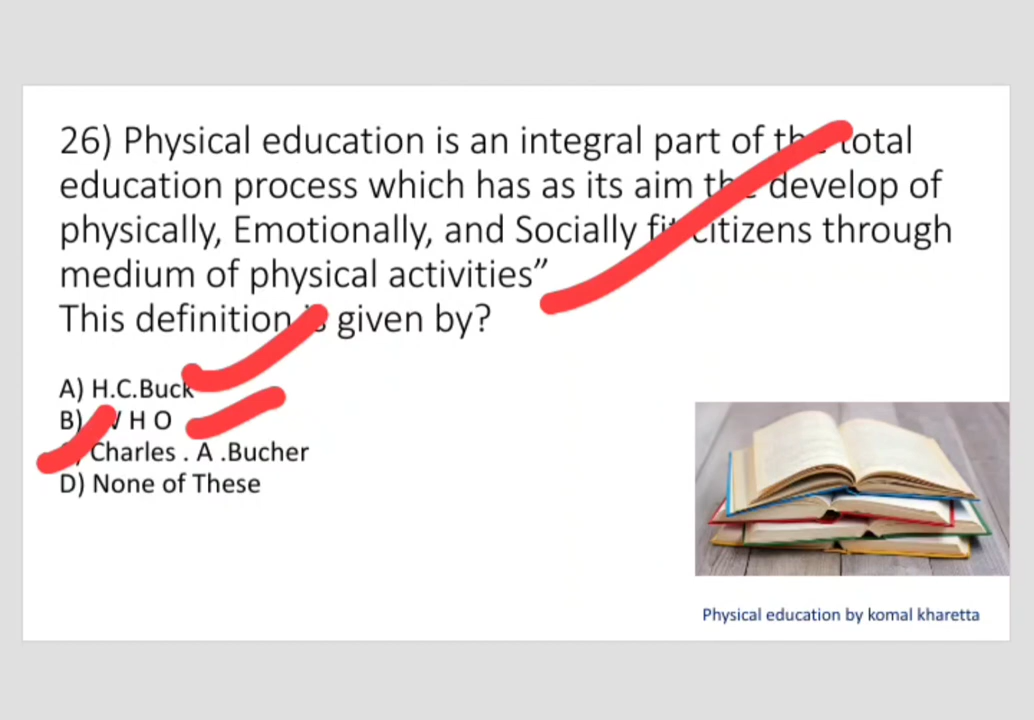 26) Physical education is an integral part of the total
education process which has as its aim the develop of
physically, Emotionally, and Socially fit citizens through
medium of physical activities”
This definition is given by?
A) H.C.Buck
B) W H O
Charles . A .Bucher
D) None of These
Physical education by komal kharetta